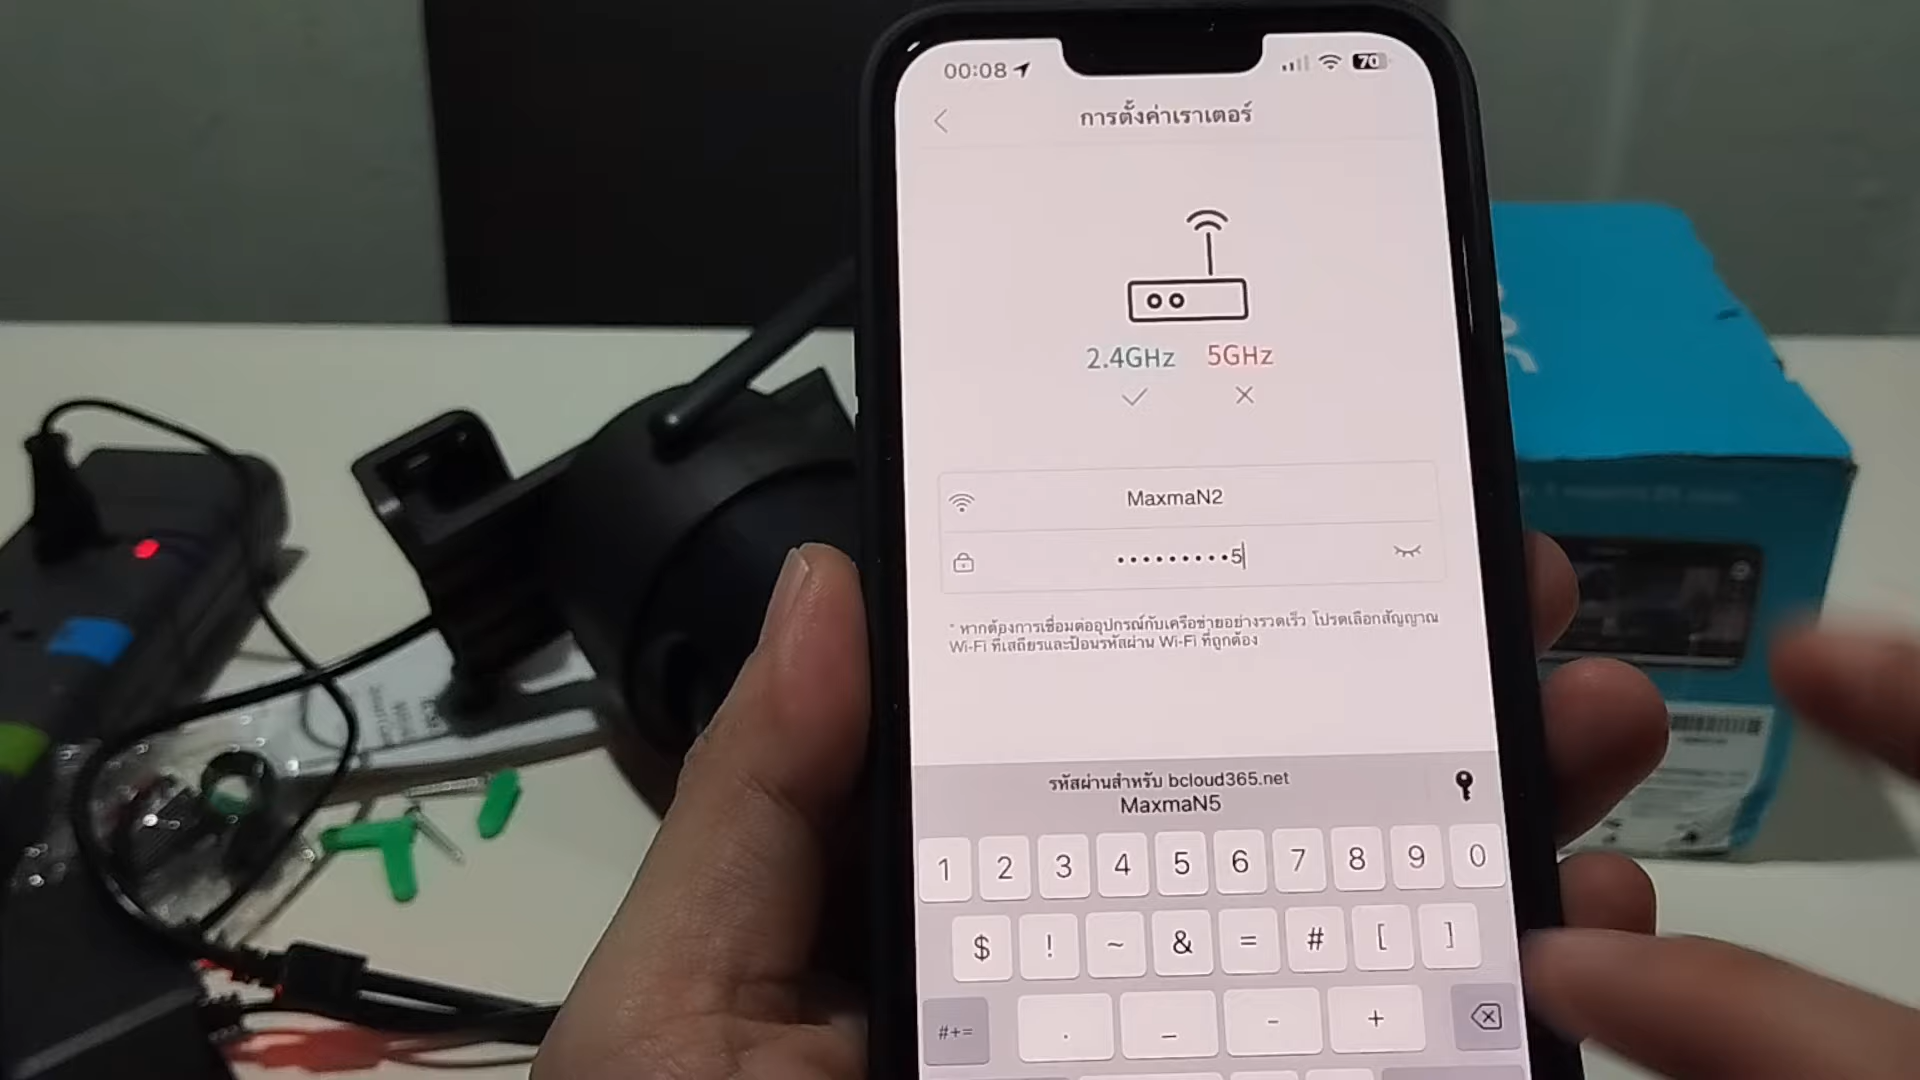 00:08
70
การตั้งค่าเราเตอร์
2.4GHz 5GHz
MaxmaN2
•••••••••5
* หากต้องการเชื่อมต่ออุปกรณ์กับเครือข่ายอย่างรวดเร็ว โปรดเลือกสัญญาณ
Wi-Fi ที่เสถียรและป้อนรหัสผ่าน Wi-Fi ที่ถูกต้อง
รหัสผ่านสำหรับ bcloud365.net
MaxmaN5
1 2 3 4 5 6 7 8 9 0
$ ! ~ & = # [ ]
#+= . _ - +